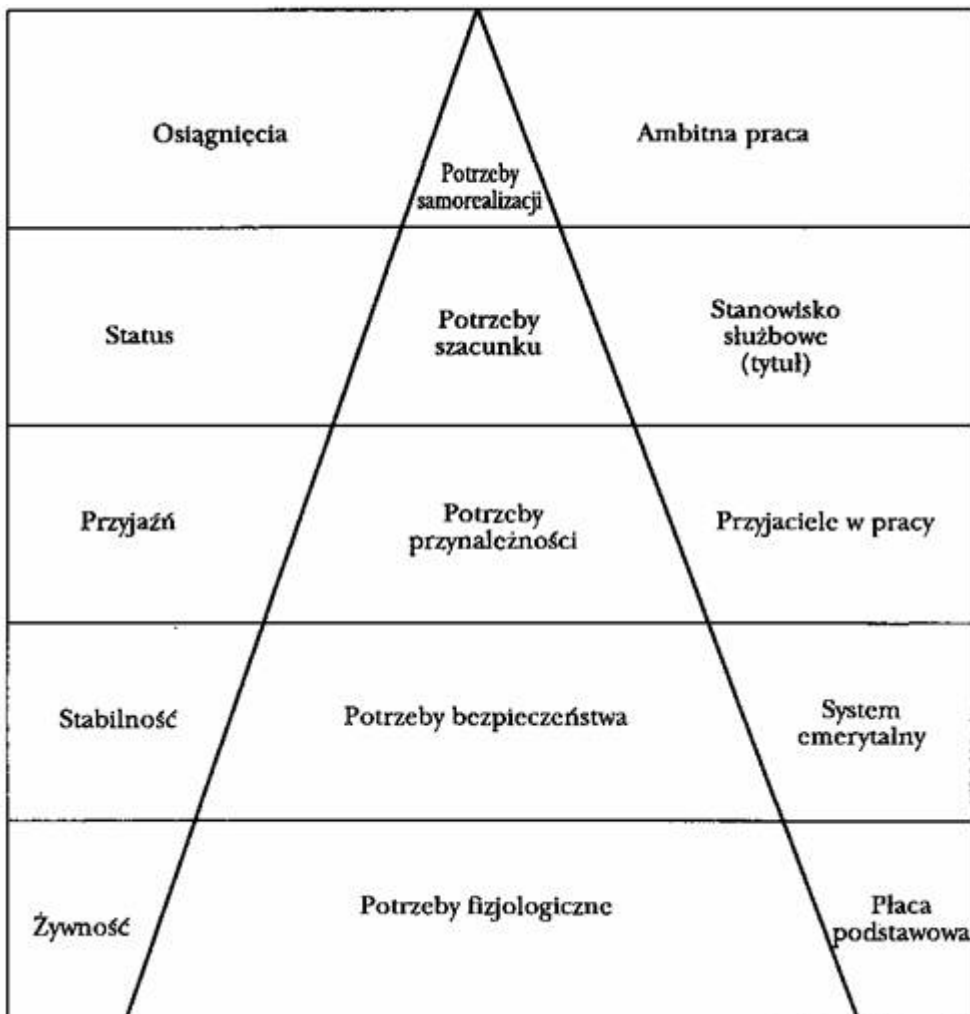 Osiągnięcia
Potrzeby
samorealizacji
Ambitna praca
Status
Potrzeby
szacunku
Stanowisko
służbowe
(tytuł)
Przyjaźń
Potrzeby
przynależności
Przyjaciele w pracy
Stabilność
Potrzeby bezpieczeństwa
System
emerytalny
Żywność
Potrzeby fizjologiczne
Płaca
podstawowa